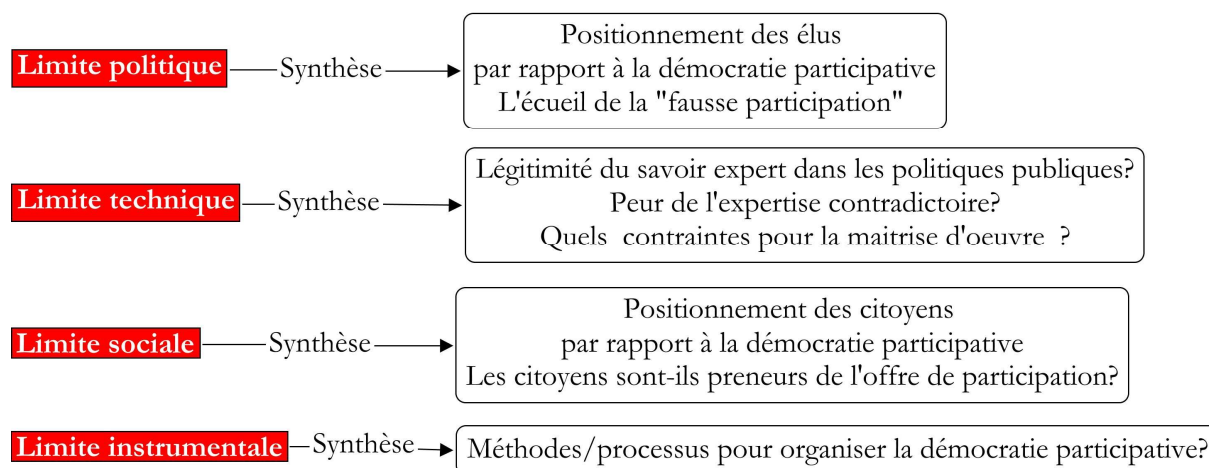 Positionnement des élus
Limite politique Synthèse par rapport à la démocratie participative
L'écueil de la "fausse participation"
Légitimité du savoir expert dans les politiques publiques?
Limite technique Synthèse Peur de l'expertise contradictoire?
Quels contraintes pour la maitrise d'oeuvre ?
Positionnement des citoyens
Limite sociale Synthèse par rapport à la démocratie participative
Les citoyens sont-ils preneurs de l'offre de participation?
Limite instrumentale Synthèse Méthodes/processus pour organiser la démocratie participative?